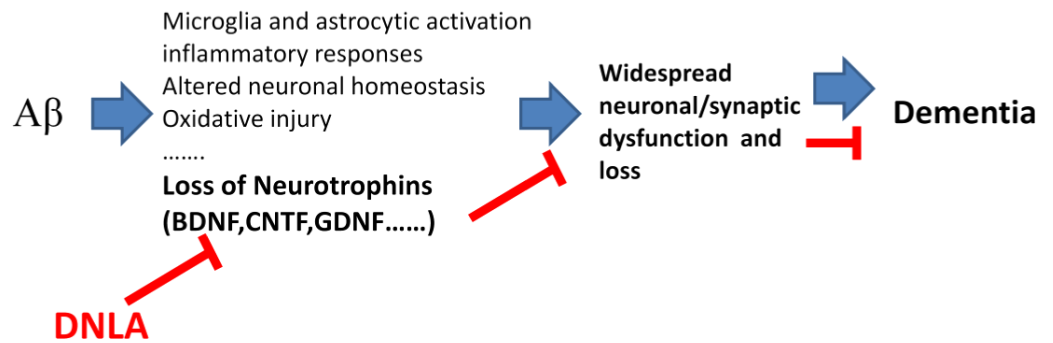 Aβ
Microglia and astrocytic activation
inflammatory responses
Altered neuronal homeostasis
Oxidative injury
.......
Loss of Neurotrophins
(BDNF,CNTF,GDNF......)
Widespread
neuronal/synaptic
dysfunction and
loss
Dementia
DNLA